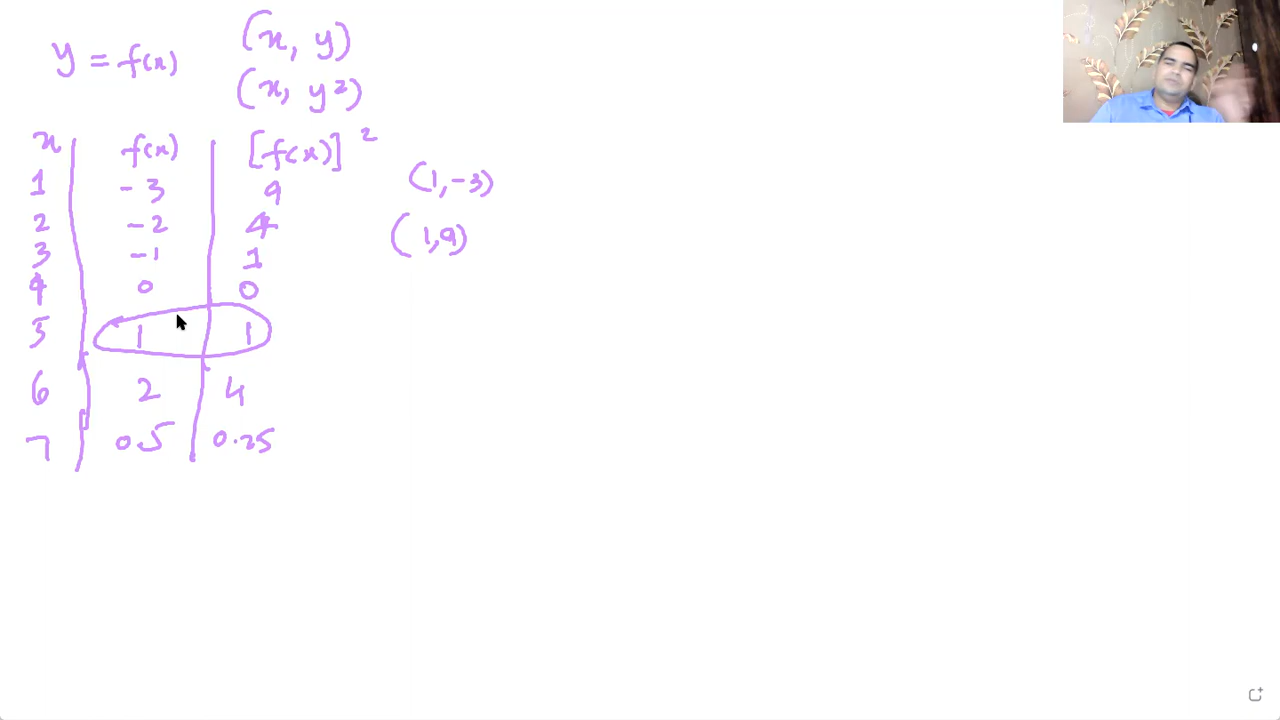 y = f(x) (x, y)
(x, y²)
x f(x) [f(x)]²
1 -3 9 (1,-3)
2 -2 4 (1,9)
3 -1 1
4 0 0
5 1 1
6 2 4
7 0.5 0.25